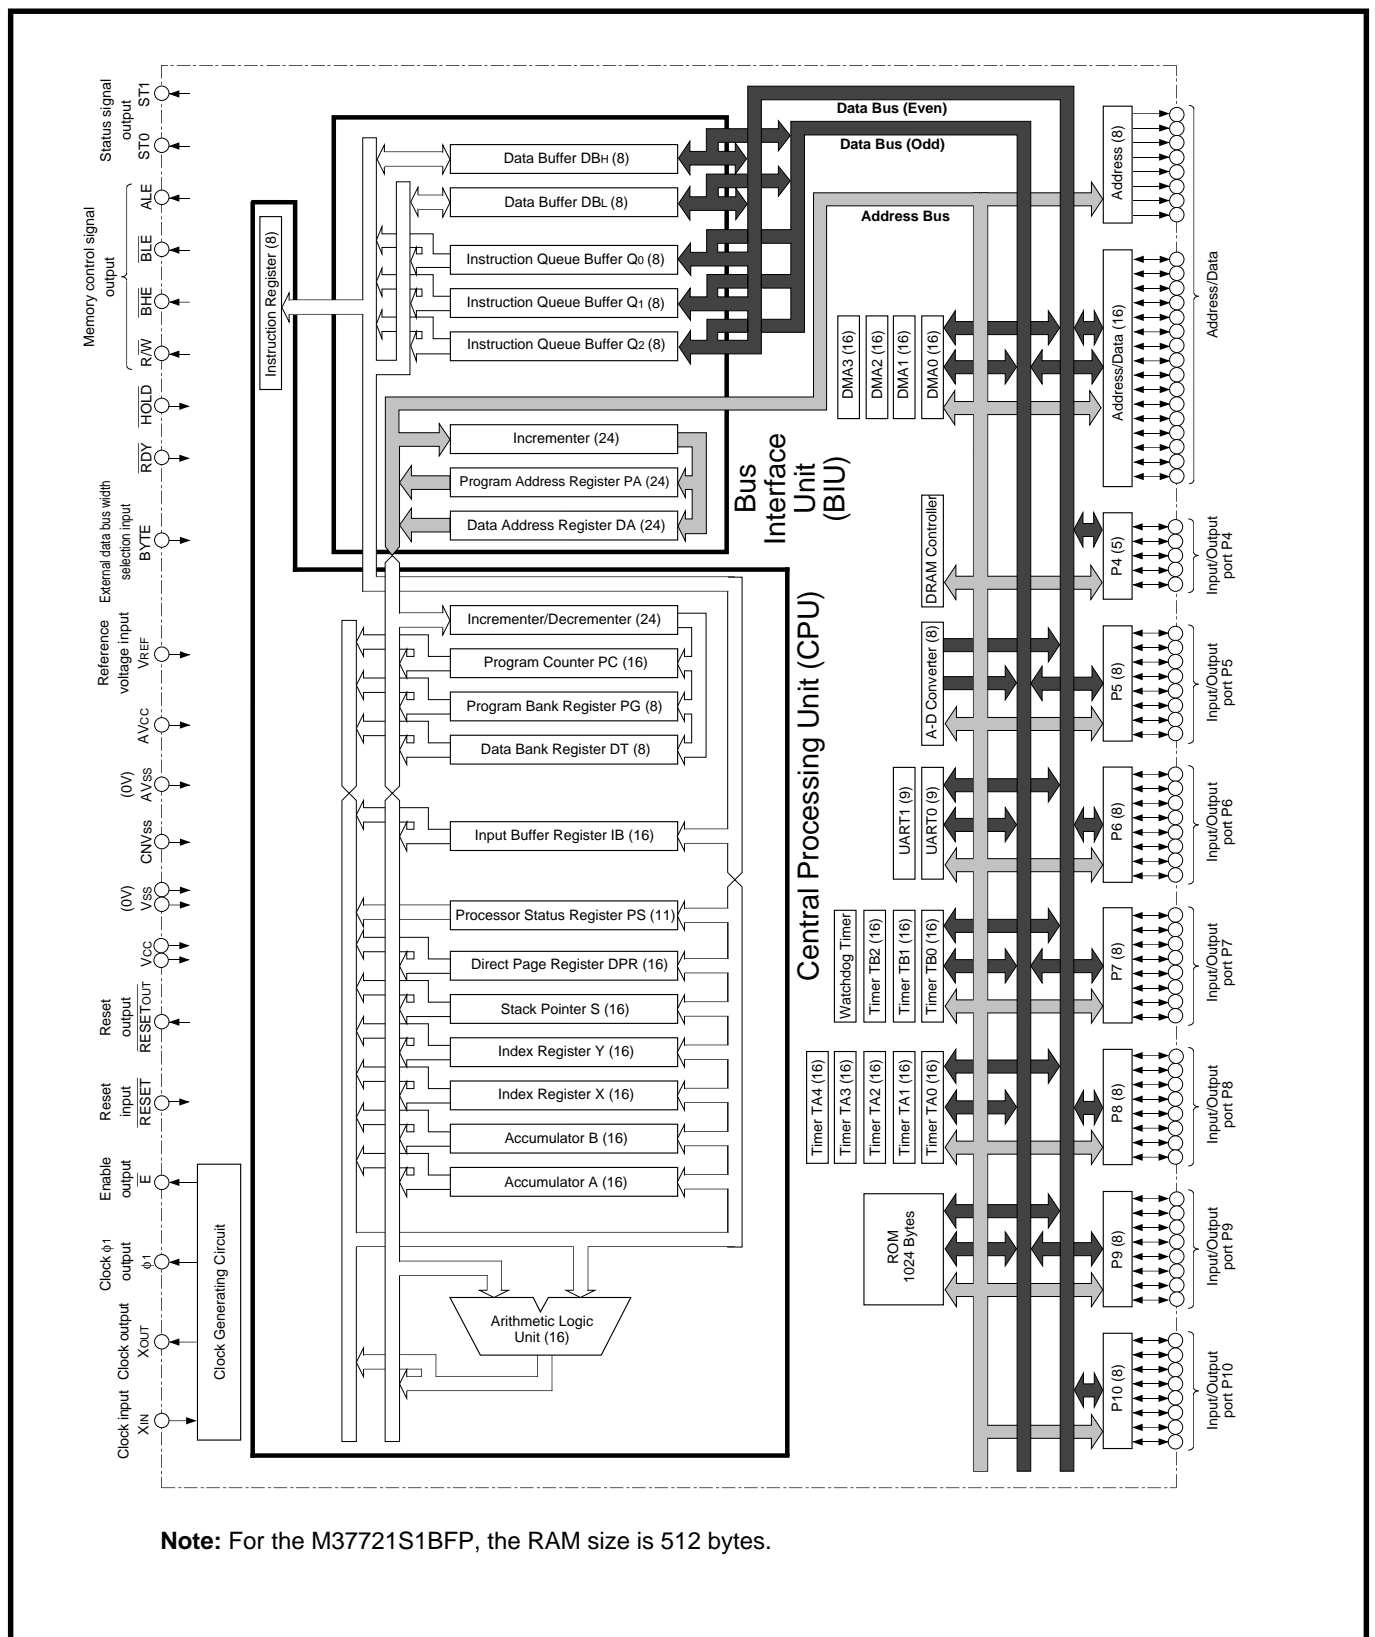 Status signal
output
ST1
ST0
Memory control signal
output
ALE
BLE
BHE
R/W
HOLD
RDY
External data bus width
selection input
BYTE
Reference
voltage input
VREF
AVCC
(0V)
AVSS
CNVSS
(0V)
VSS
VCC
Reset
output
RESETOUT
Reset
input
RESET
Enable
output
E
Clock φ1
output
φ1
Clock output
XOUT
Clock input
XIN
Clock Generating Circuit
Instruction Register (8)
Data Buffer DBH (8)
Data Buffer DBL (8)
Instruction Queue Buffer Q0 (8)
Instruction Queue Buffer Q1 (8)
Instruction Queue Buffer Q2 (8)
Incrementer (24)
Program Address Register PA (24)
Data Address Register DA (24)
Bus
Interface
Unit
(BIU)
Incrementer/Decrementer (24)
Program Counter PC (16)
Program Bank Register PG (8)
Data Bank Register DT (8)
Input Buffer Register IB (16)
Processor Status Register PS (11)
Direct Page Register DPR (16)
Stack Pointer S (16)
Index Register Y (16)
Index Register X (16)
Accumulator B (16)
Accumulator A (16)
Arithmetic Logic
Unit (16)
Central Processing Unit (CPU)
Data Bus (Even)
Data Bus (Odd)
Address Bus
DMA3 (16)
DMA2 (16)
DMA1 (16)
DMA0 (16)
DRAM Controller
A-D Converter (8)
UART1 (9)
UART0 (9)
Watchdog Timer
Timer TB2 (16)
Timer TB1 (16)
Timer TB0 (16)
Timer TA4 (16)
Timer TA3 (16)
Timer TA2 (16)
Timer TA1 (16)
Timer TA0 (16)
ROM
1024 Bytes
Address (8)
Address/Data (16)
Address/Data
P4 (5)
Input/Output
port P4
P5 (8)
Input/Output
port P5
P6 (8)
Input/Output
port P6
P7 (8)
Input/Output
port P7
P8 (8)
Input/Output
port P8
P9 (8)
Input/Output
port P9
P10 (8)
Input/Output
port P10
Note: For the M37721S1BFP, the RAM size is 512 bytes.